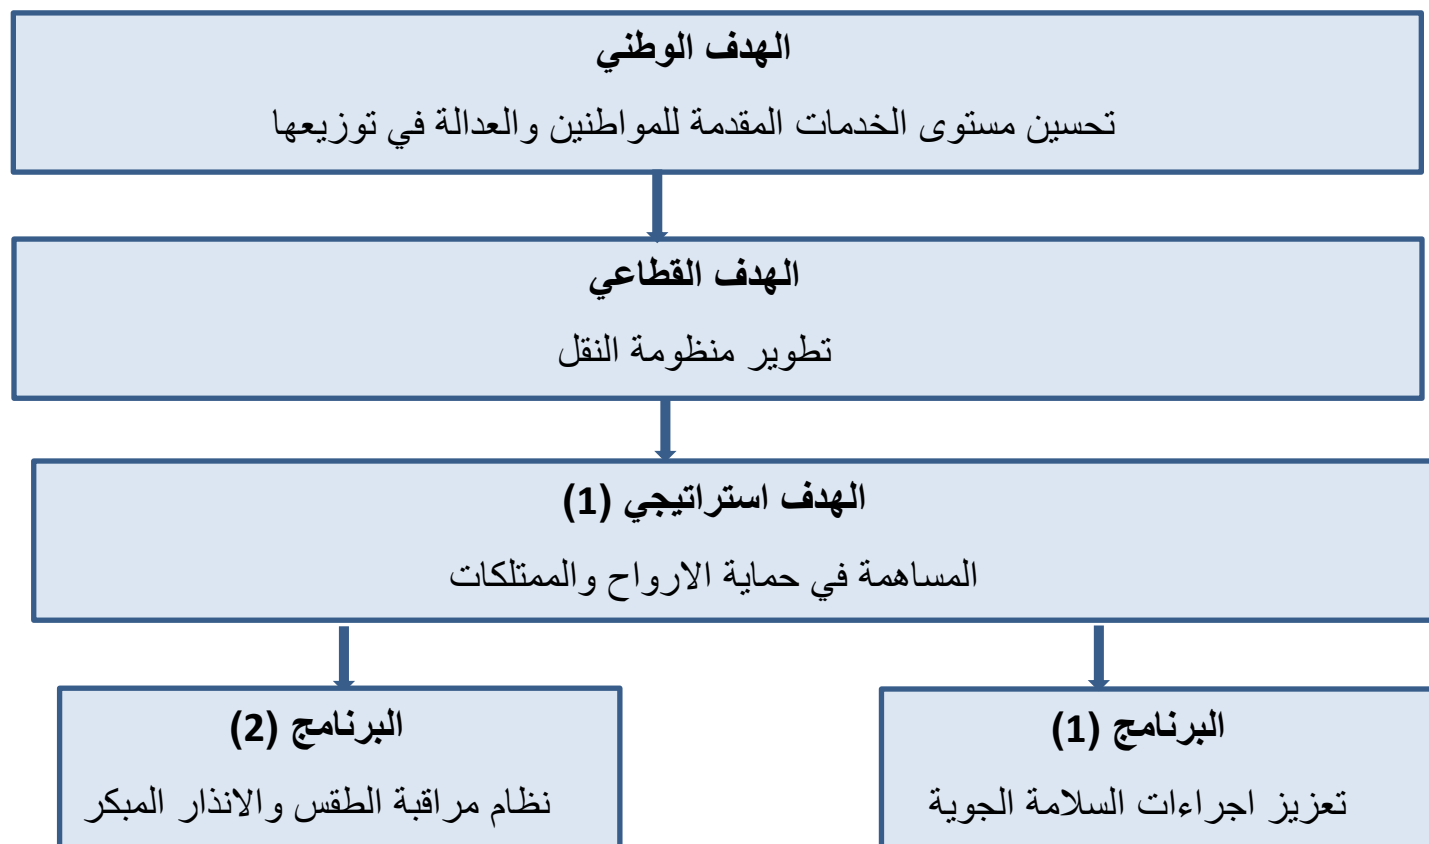 الهدف الوطني
تحسين مستوى الخدمات المقدمة للمواطنين والعدالة في توزيعها
الهدف القطاعي
تطوير منظومة النقل
الهدف استراتيجي (1)
المساهمة في حماية الارواح والممتلكات
البرنامج (1)
تعزيز اجراءات السلامة الجوية
البرنامج (2)
نظام مراقبة الطقس والانذار المبكر